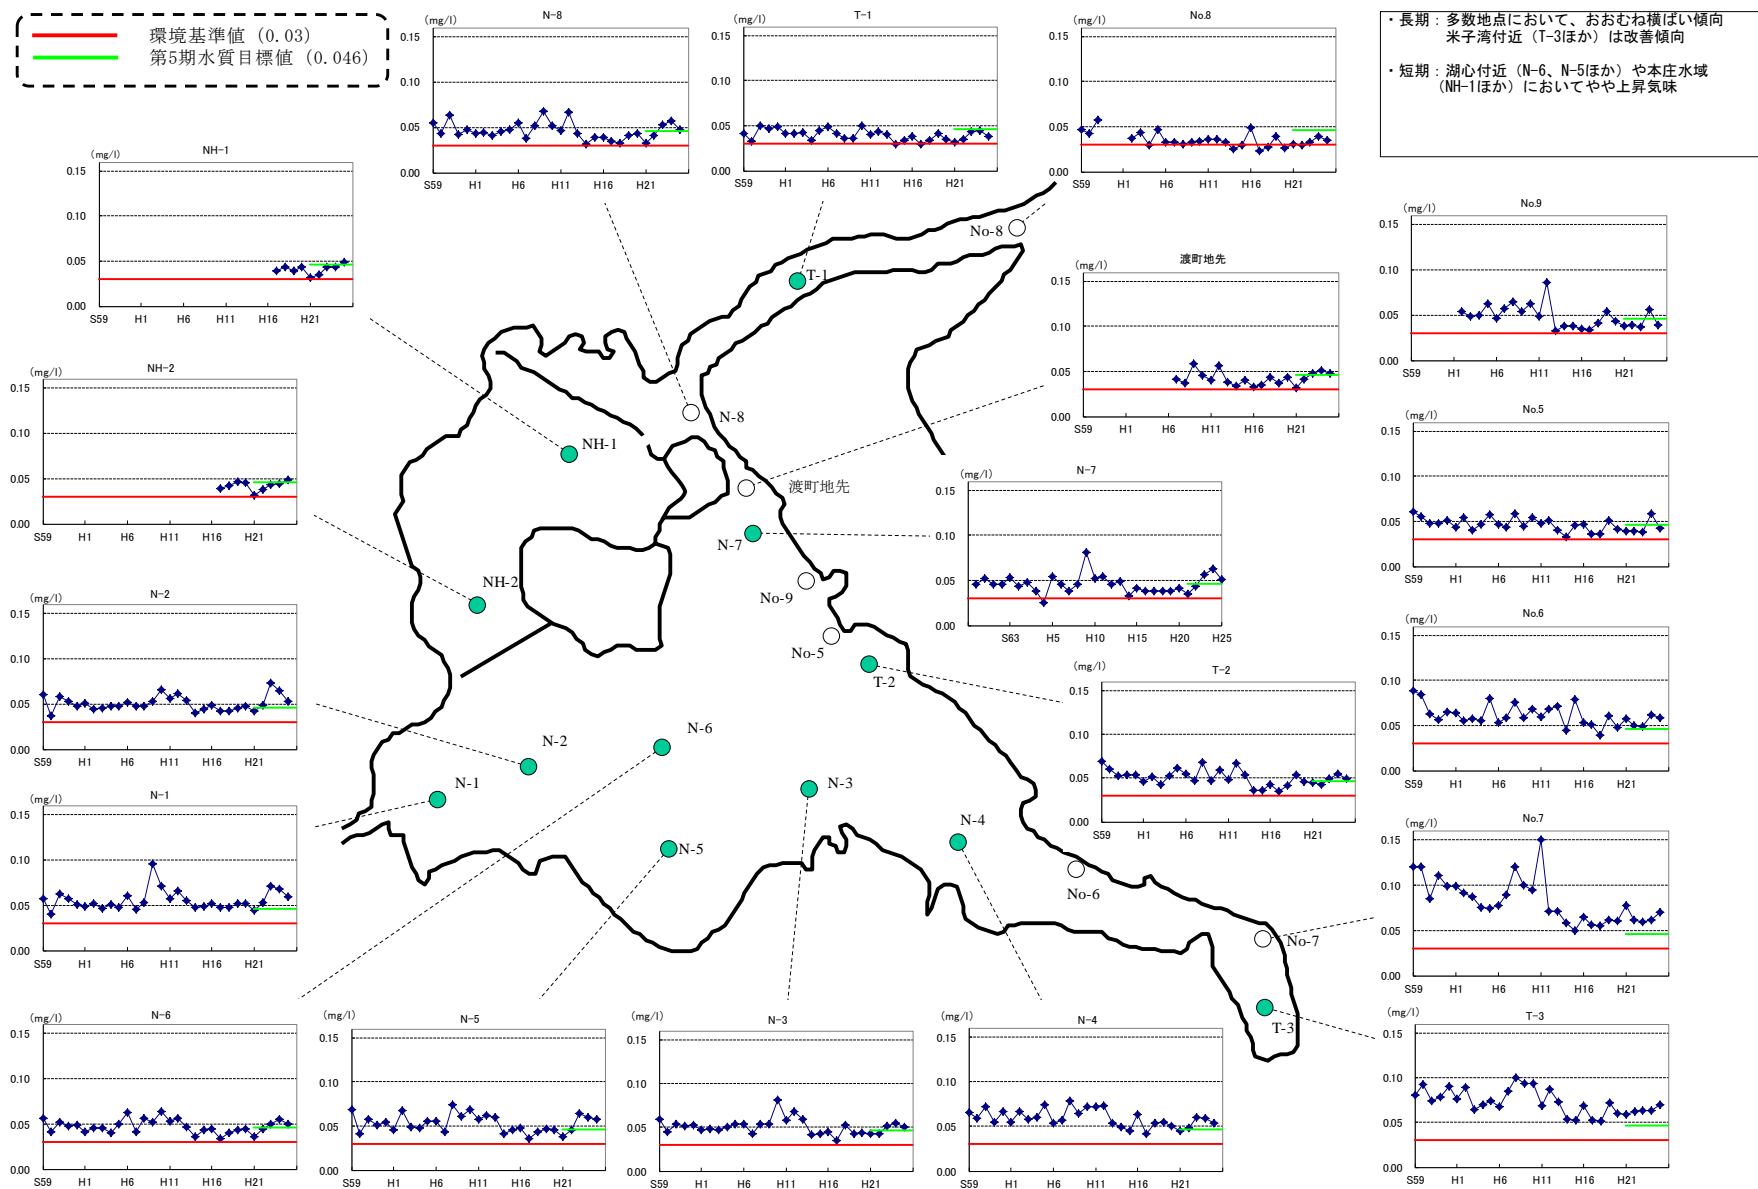 環境基準値 (0.03)
第5期水質目標値 (0.046)
・長期：多数地点において、おおむね横ばい傾向
米子湾付近（T-3ほか）は改善傾向
・短期：湖心付近（N-6、N-5ほか）や本庄水域
（NH-1ほか）においてやや上昇気味
N-8
(mg/l)
0.15
0.10
0.05
0.00
S59 H1 H6 H11 H16 H21
T-1
(mg/l)
0.15
0.10
0.05
0.00
S59 H1 H6 H11 H16 H21
No.8
(mg/l)
0.15
0.10
0.05
0.00
S59 H1 H6 H11 H16 H21
NH-1
(mg/l)
0.15
0.10
0.05
0.00
S59 H1 H6 H11 H16 H21
No.9
(mg/l)
0.15
0.10
0.05
0.00
S59 H1 H6 H11 H16 H21
渡町地先
(mg/l)
0.15
0.10
0.05
0.00
S59 H1 H6 H11 H16 H21
NH-2
(mg/l)
0.15
0.10
0.05
0.00
S59 H1 H6 H11 H16 H21
No.5
(mg/l)
0.15
0.10
0.05
0.00
S59 H1 H6 H11 H16 H21
N-7
(mg/l)
0.15
0.10
0.05
0.00
S63 H5 H10 H15 H20 H25
N-2
(mg/l)
0.15
0.10
0.05
0.00
S59 H1 H6 H11 H16 H21
No.6
(mg/l)
0.15
0.10
0.05
0.00
S59 H1 H6 H11 H16 H21
T-2
(mg/l)
0.15
0.10
0.05
0.00
S59 H1 H6 H11 H16 H21
N-1
(mg/l)
0.15
0.10
0.05
0.00
S59 H1 H6 H11 H16 H21
No.7
(mg/l)
0.15
0.10
0.05
0.00
S59 H1 H6 H11 H16 H21
N-6
(mg/l)
0.15
0.10
0.05
0.00
S59 H1 H6 H11 H16 H21
N-5
(mg/l)
0.15
0.10
0.05
0.00
S59 H1 H6 H11 H16 H21
N-3
(mg/l)
0.15
0.10
0.05
0.00
S59 H1 H6 H11 H16 H21
N-4
(mg/l)
0.15
0.10
0.05
0.00
S59 H1 H6 H11 H16 H21
T-3
(mg/l)
0.15
0.10
0.05
0.00
S59 H1 H6 H11 H16 H21
No-8
T-1
N-8
NH-1
渡町地先
N-7
No-9
NH-2
No-5
T-2
N-6
N-2
N-1
N-3
N-4
N-5
No-6
No-7
T-3